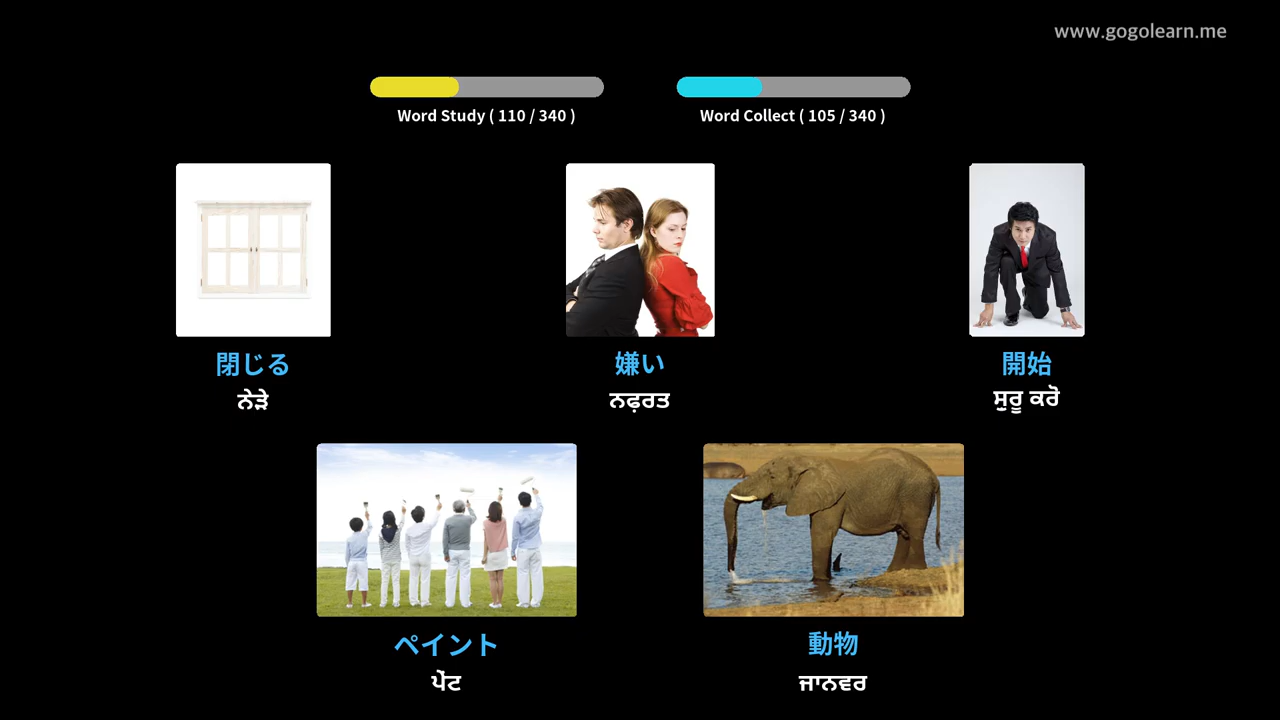 www.gogolearn.me
Word Study ( 110 / 340 )
Word Collect ( 105 / 340 )
閉じる
ਨੇੜੇ
嫌い
ਨਫ਼ਰਤ
開始
ਸ਼ੁਰੂ ਕਰੋ
ペイント
ਪੇਂਟ
動物
ਜਾਨਵਰ